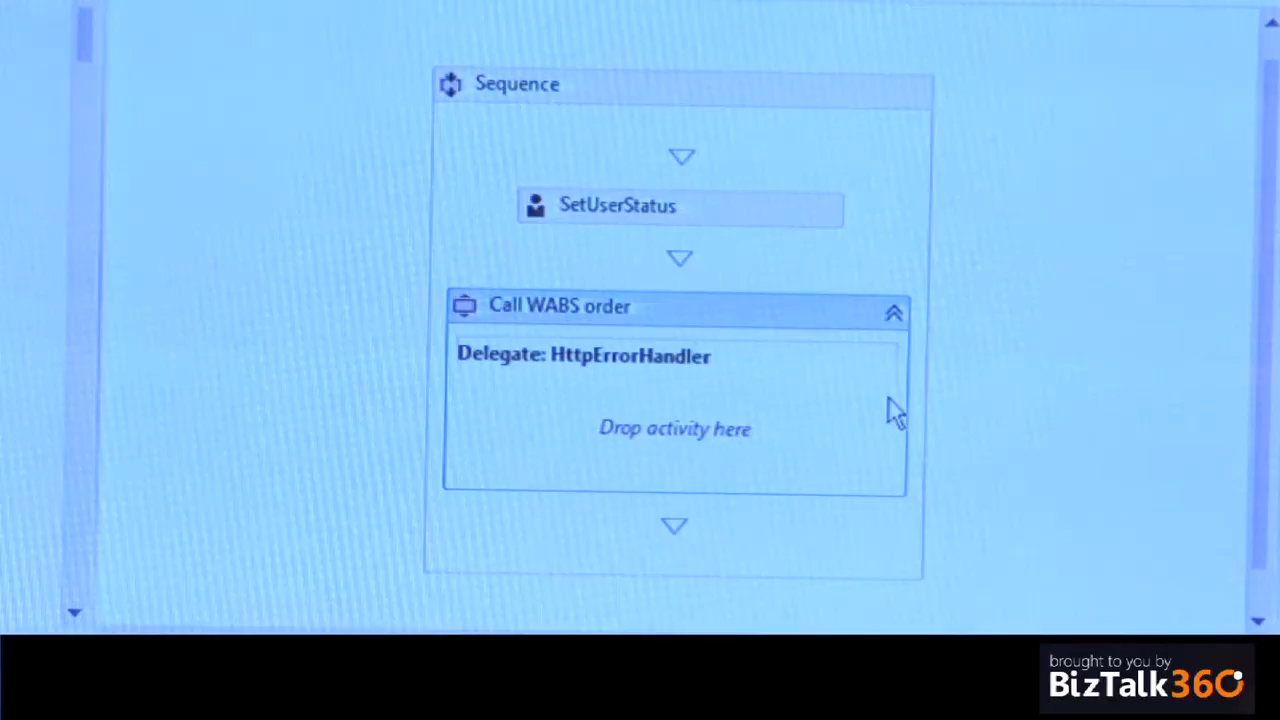 Sequence
SetUserStatus
Call WABS order
Delegate: HttpErrorHandler
Drop activity here
brought to you by
BizTalk360